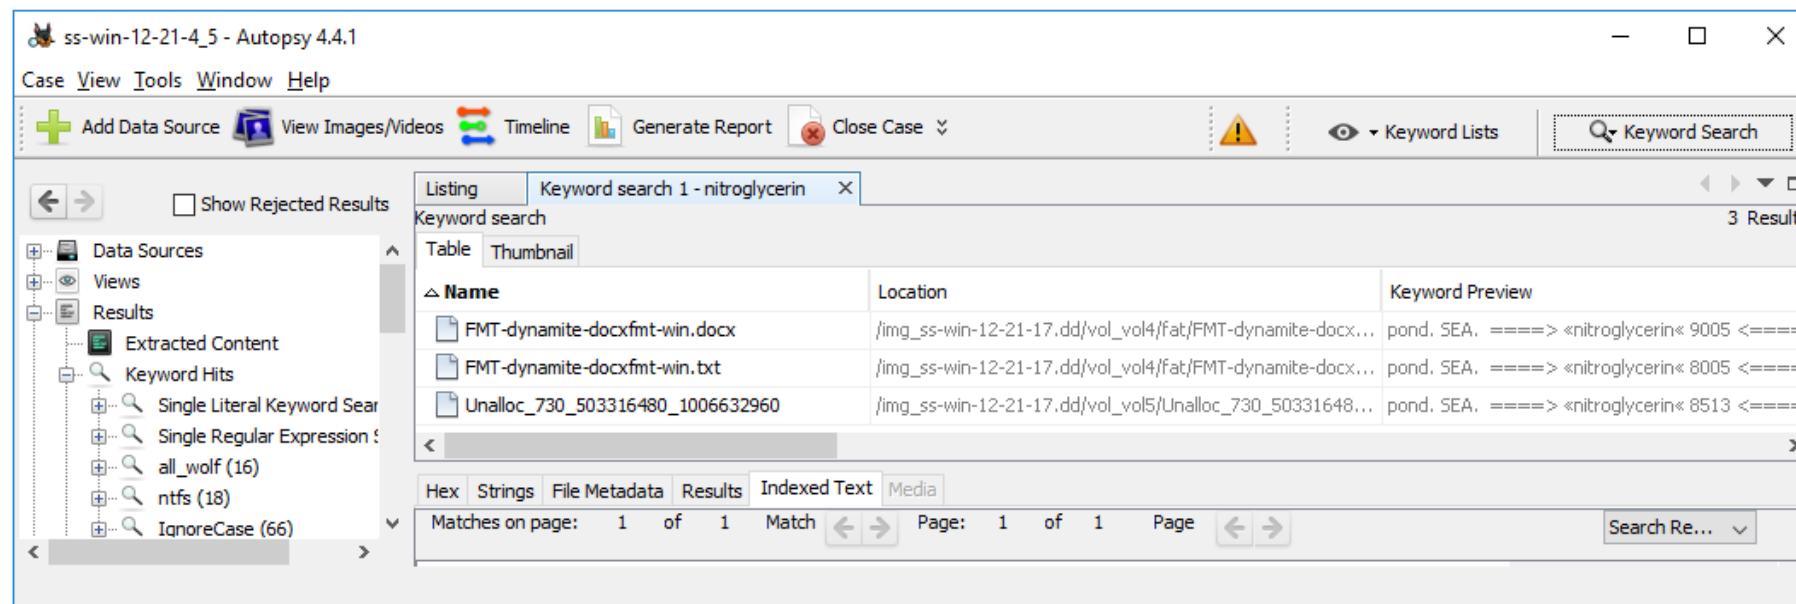 ss-win-12-21-4_5 - Autopsy 4.4.1
Case View Tools Window Help
Add Data Source View Images/Videos Timeline Generate Report Close Case Keyword Lists Keyword Search
Show Rejected Results
Data Sources
Views
Results
Extracted Content
Keyword Hits
Single Literal Keyword Sear
Single Regular Expression S
all_wolf (16)
ntfs (18)
IgnoreCase (66)
Listing Keyword search 1 - nitroglycerin
Keyword search 3 Result
Table Thumbnail
Name Location Keyword Preview
FMT-dynamite-docxfmt-win.docx /img_ss-win-12-21-17.dd/vol_vol4/fat/FMT-dynamite-docx... pond. SEA. ====> «nitroglycerin« 9005 <====
FMT-dynamite-docxfmt-win.txt /img_ss-win-12-21-17.dd/vol_vol4/fat/FMT-dynamite-docx... pond. SEA. ====> «nitroglycerin« 8005 <====
Unalloc_730_503316480_1006632960 /img_ss-win-12-21-17.dd/vol_vol5/Unalloc_730_50331648... pond. SEA. ====> «nitroglycerin« 8513 <====
Hex Strings File Metadata Results Indexed Text Media
Matches on page: 1 of 1 Match Page: 1 of 1 Page Search Re...